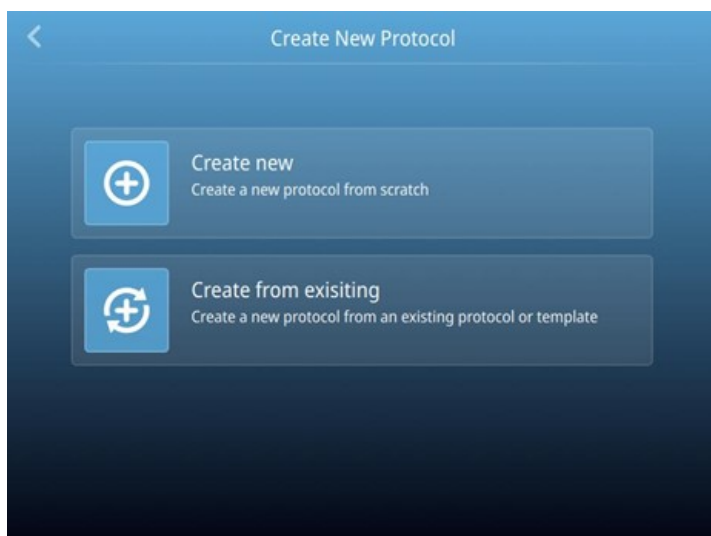 Create New Protocol
Create new
Create a new protocol from scratch
Create from exisiting
Create a new protocol from an existing protocol or template